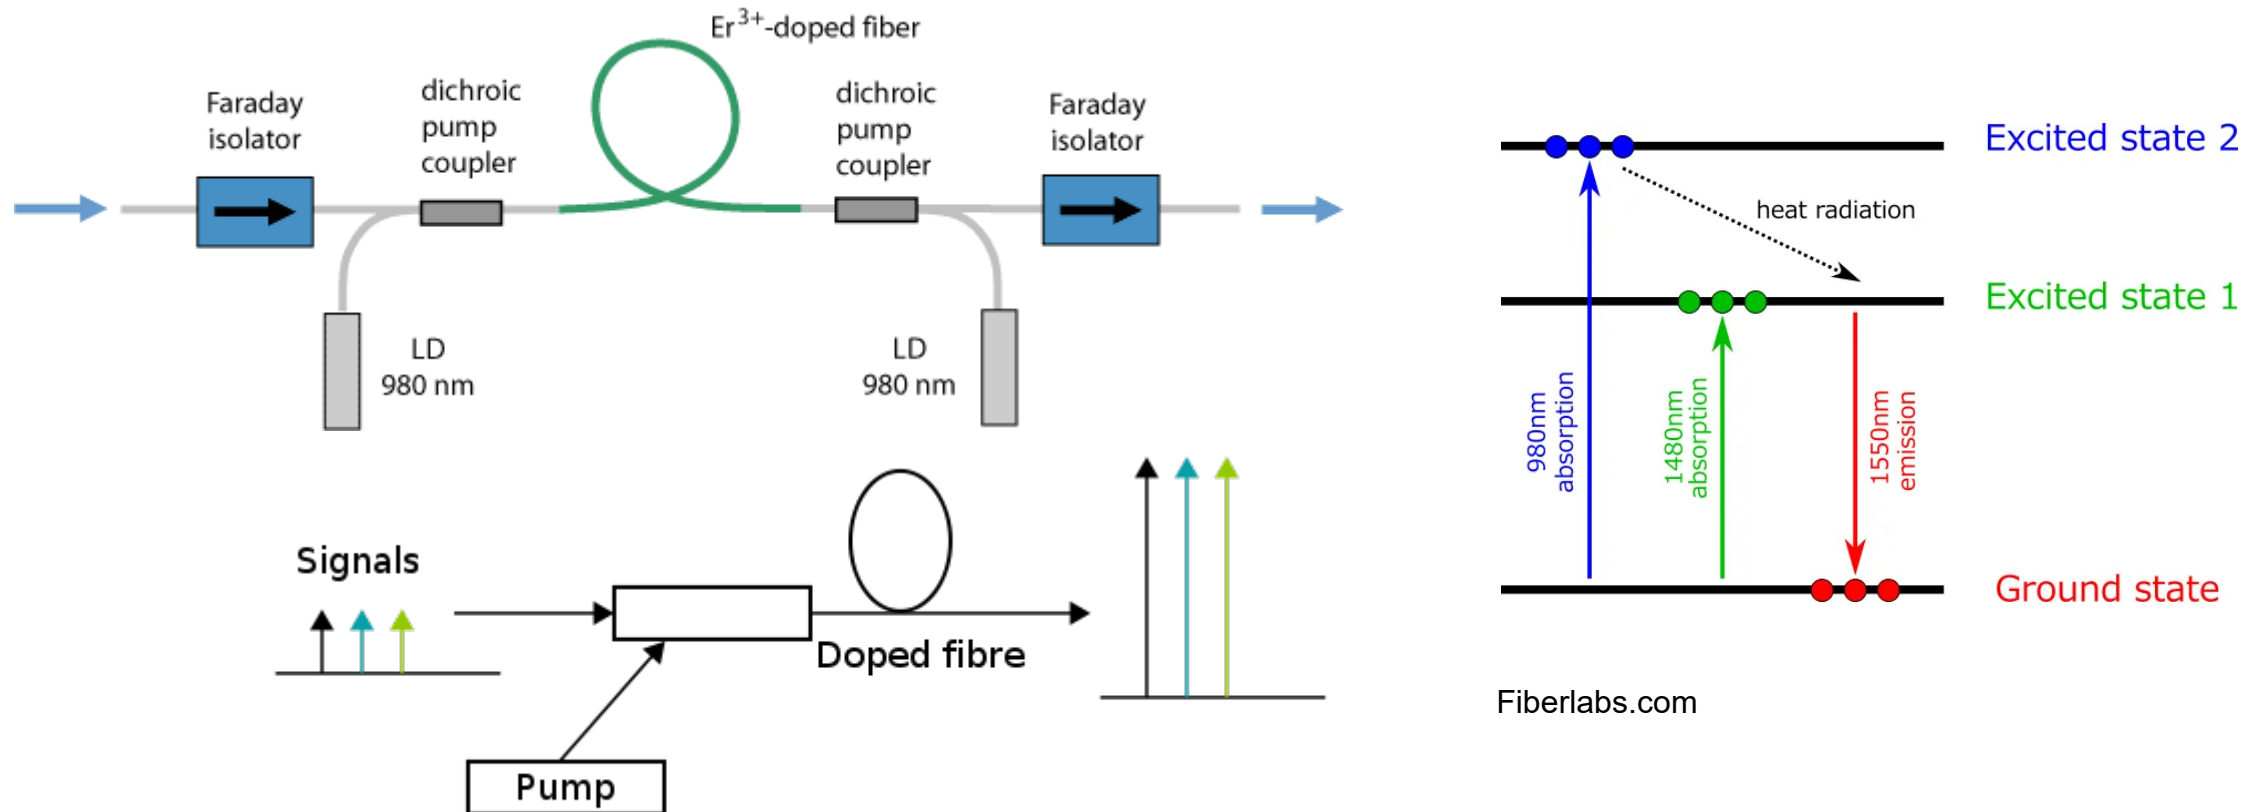 Er³⁺-doped fiber
Faraday
isolator
dichroic
pump
coupler
dichroic
pump
coupler
Faraday
isolator
LD
980 nm
LD
980 nm
Signals
Doped fibre
Pump
Excited state 2
heat radiation
Excited state 1
980nm
absorption
1480nm
absorption
1550nm
emission
Ground state
Fiberlabs.com